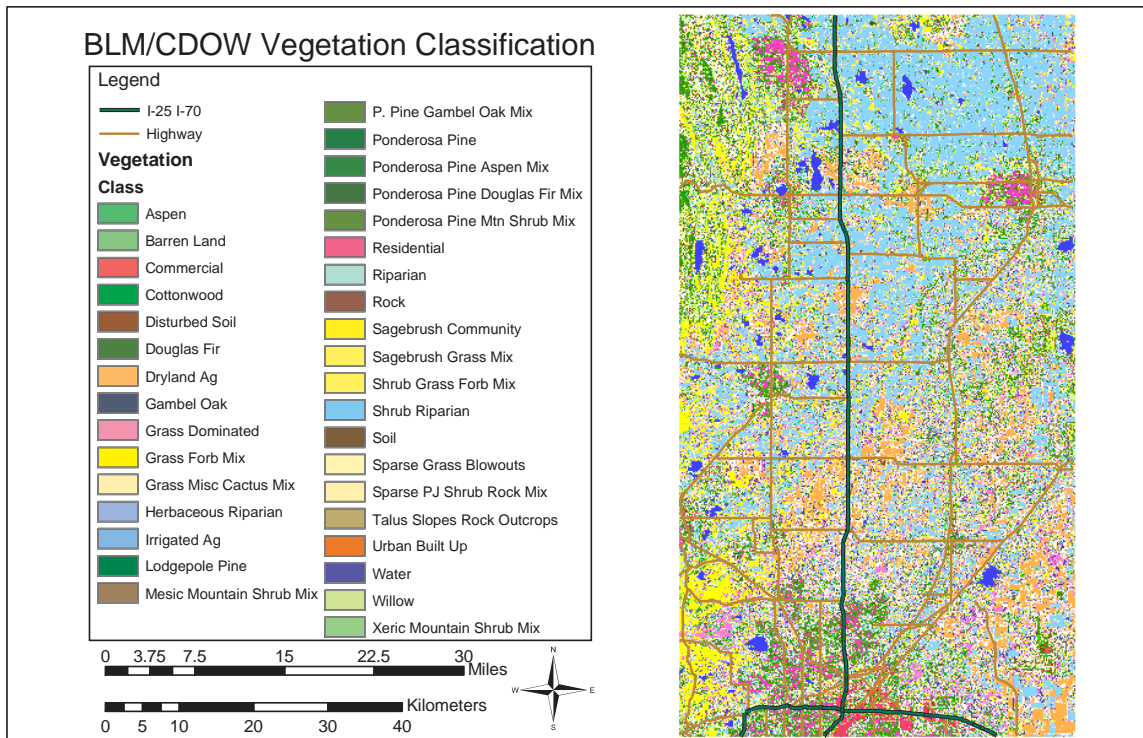 BLM/CDOW Vegetation Classification
Legend
I-25 I-70
Highway
Vegetation
Class
Aspen
Barren Land
Commercial
Cottonwood
Disturbed Soil
Douglas Fir
Dryland Ag
Gambel Oak
Grass Dominated
Grass Forb Mix
Grass Misc Cactus Mix
Herbaceous Riparian
Irrigated Ag
Lodgepole Pine
Mesic Mountain Shrub Mix
P. Pine Gambel Oak Mix
Ponderosa Pine
Ponderosa Pine Aspen Mix
Ponderosa Pine Douglas Fir Mix
Ponderosa Pine Mtn Shrub Mix
Residential
Riparian
Rock
Sagebrush Community
Sagebrush Grass Mix
Shrub Grass Forb Mix
Shrub Riparian
Soil
Sparse Grass Blowouts
Sparse PJ Shrub Rock Mix
Talus Slopes Rock Outcrops
Urban Built Up
Water
Willow
Xeric Mountain Shrub Mix
0 3.75 7.5 15 22.5 30
Miles
Kilometers
0 5 10 20 30 40
N
W E
S